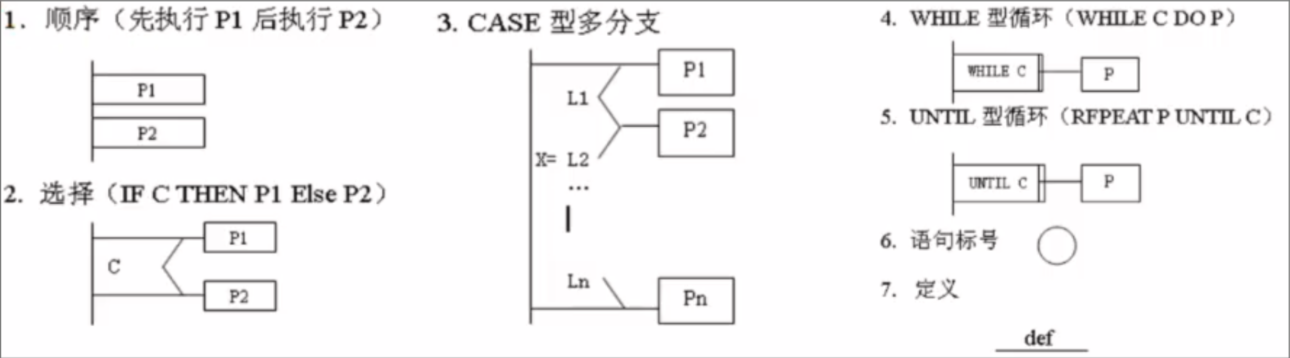 1. 顺序（先执行 P1 后执行 P2）
P1
P2
2. 选择（IF C THEN P1 Else P2）
P1
C
P2
3. CASE 型多分支
P1
L1
P2
X= L2
...
Ln
Pn
4. WHILE 型循环（WHILE C DO P）
WHILE C
P
5. UNTIL 型循环（RFPEAT P UNTIL C）
UNTIL C
P
6. 语句标号
7. 定义
def